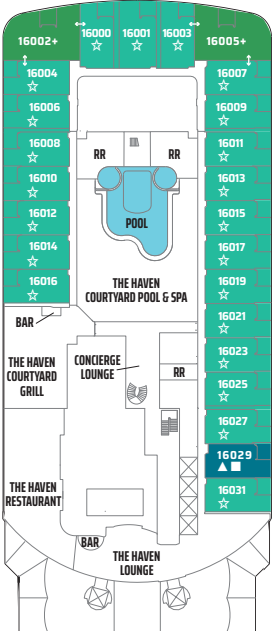 16002+
16000
16001
16003
16005+
16004
16007
16006
16009
16008
16011
RR
RR
16010
16013
16012
16015
POOL
16014
16017
16016
16019
THE HAVEN
COURTYARD POOL & SPA
16021
BAR
16023
THE HAVEN
COURTYARD
GRILL
CONCIERGE
LOUNGE
RR
16025
16027
16029
THE HAVEN
RESTAURANT
16031
BAR
THE HAVEN
LOUNGE